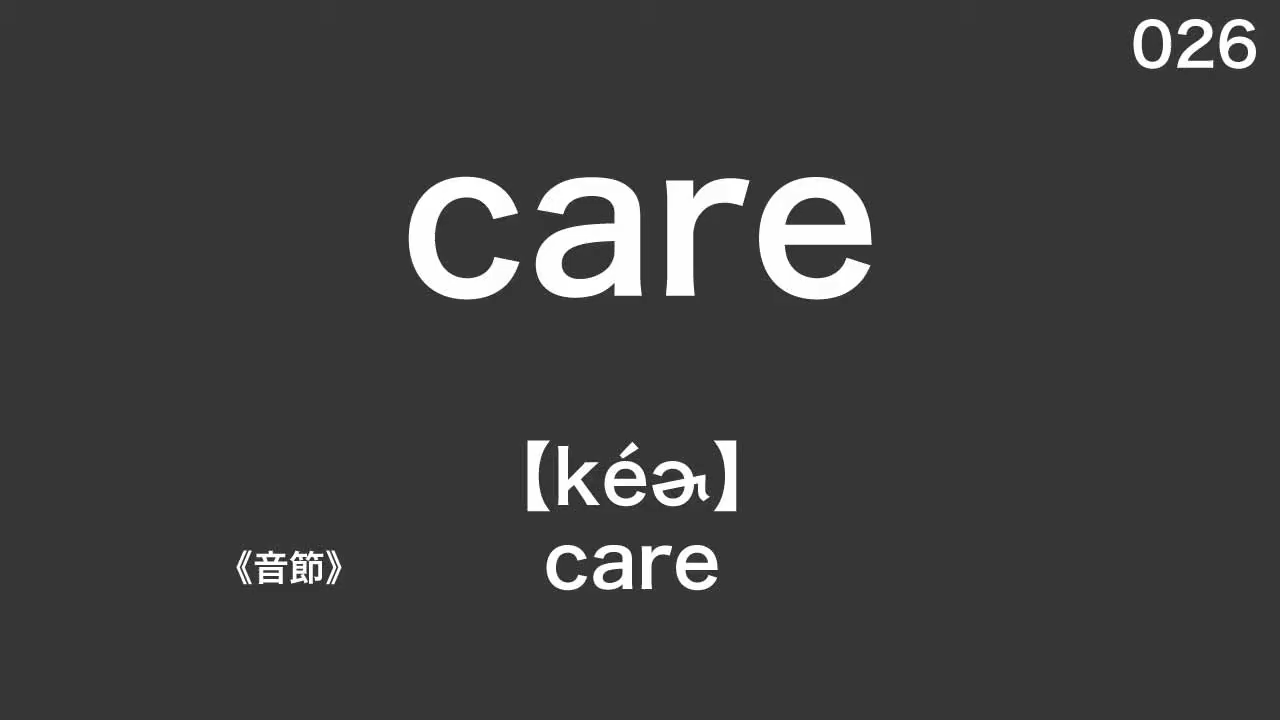 026
care
【kéɚ】
《音節》 care